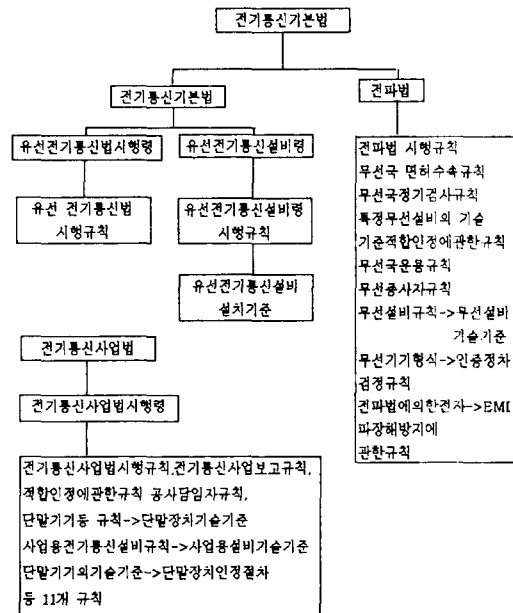 전기통신기본법
전기통신기본법
전파법
유선전기통신법시행령
유선전기통신설비령
유선 전기통신법
시행규칙
유선전기통신설비령
시행규칙
유선전기통신설비
설치기준
전파법 시행규칙
무선국 면허수속규칙
무선국정기검사규칙
특정무선설비의 기술
기준적합인정에관한규칙
무선국운용규칙
무선종사자규칙
무선설비규칙->무선설비
기술기준
무선기기형식->인증절차
검정규칙
전파법에의한전자->EMI
파장해방지에
관한규칙
전기통신사업법
전기통신사업법시행령
전기통신사업법시행규칙,전기통신사업보고규칙,
적합인정에관한규칙 공사담임자규칙,
단말기기등 규칙->단말장치기술기준
사업용전기통신설비규칙->사업용설비기술기준
단말기기의기술기준->단말장치인정절차
등 11개 규칙